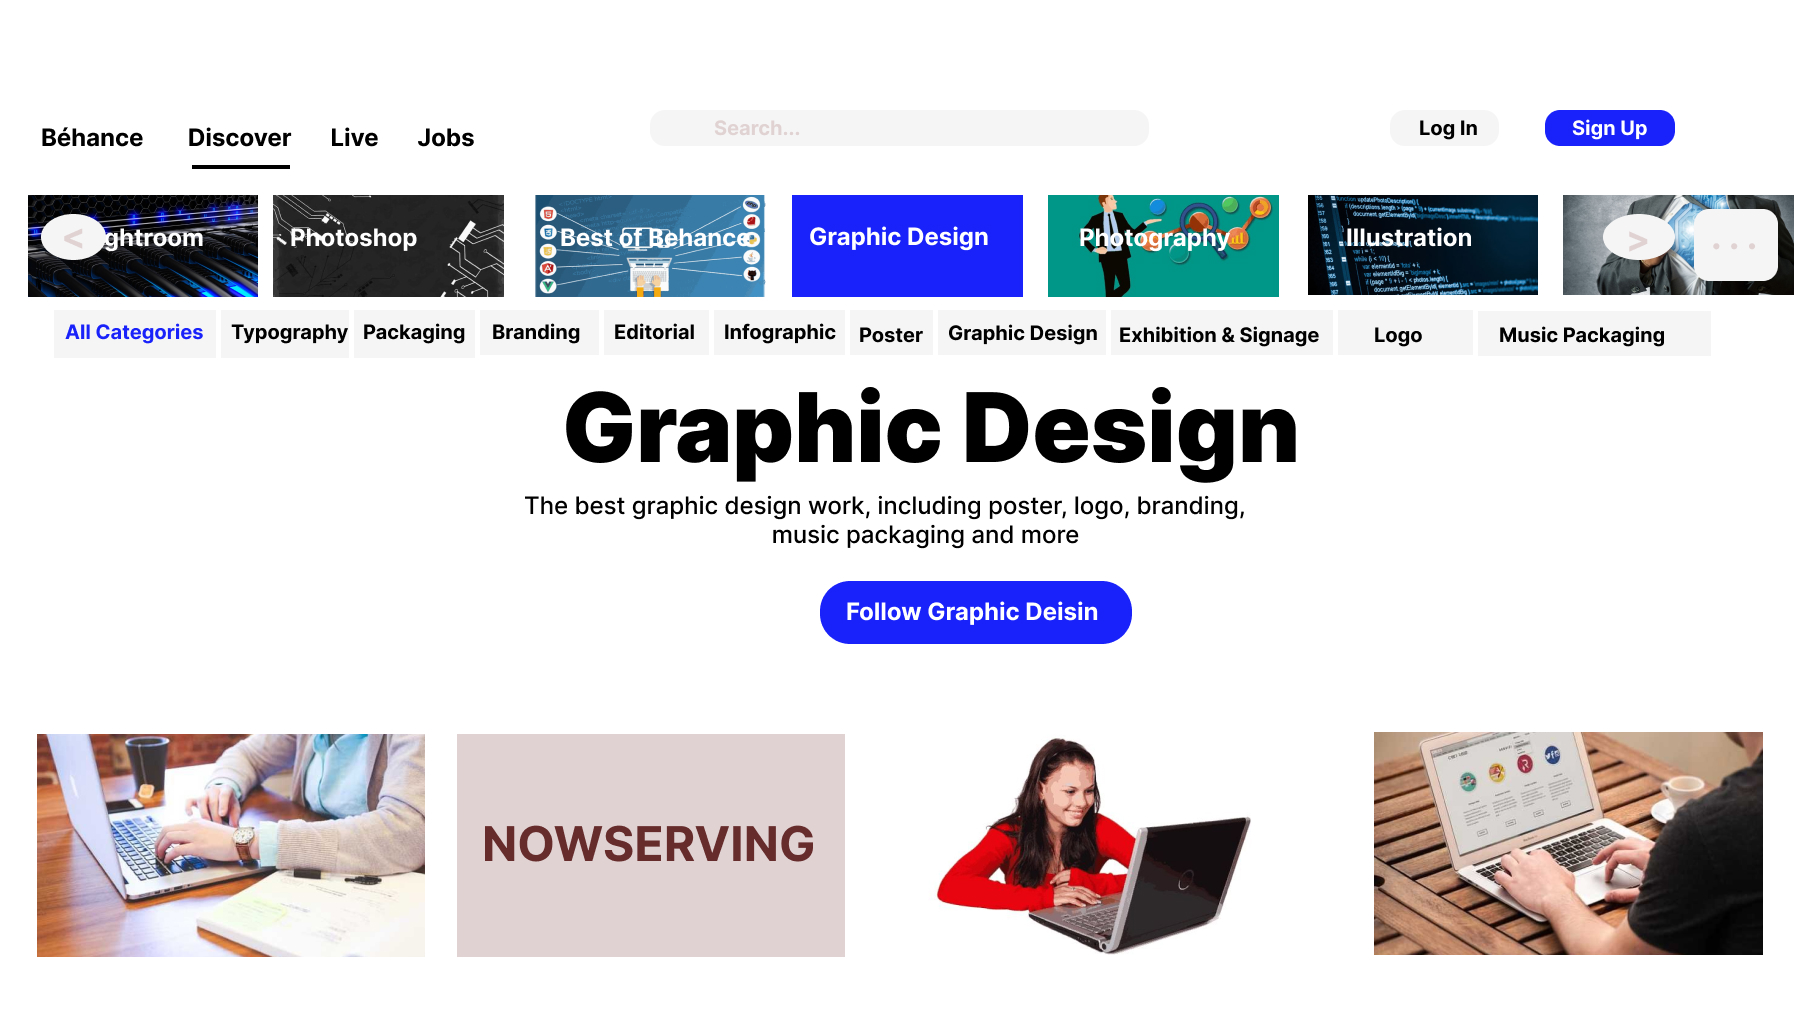 Béhance Discover Live Jobs Search... Log In Sign Up
< ghtroom Photoshop Best of Behance Graphic Design Photography Illustration > ...
All Categories Typography Packaging Branding Editorial Infographic Poster Graphic Design Exhibition & Signage Logo Music Packaging
Graphic Design
The best graphic design work, including poster, logo, branding,
music packaging and more
Follow Graphic Deisin
NOWSERVING